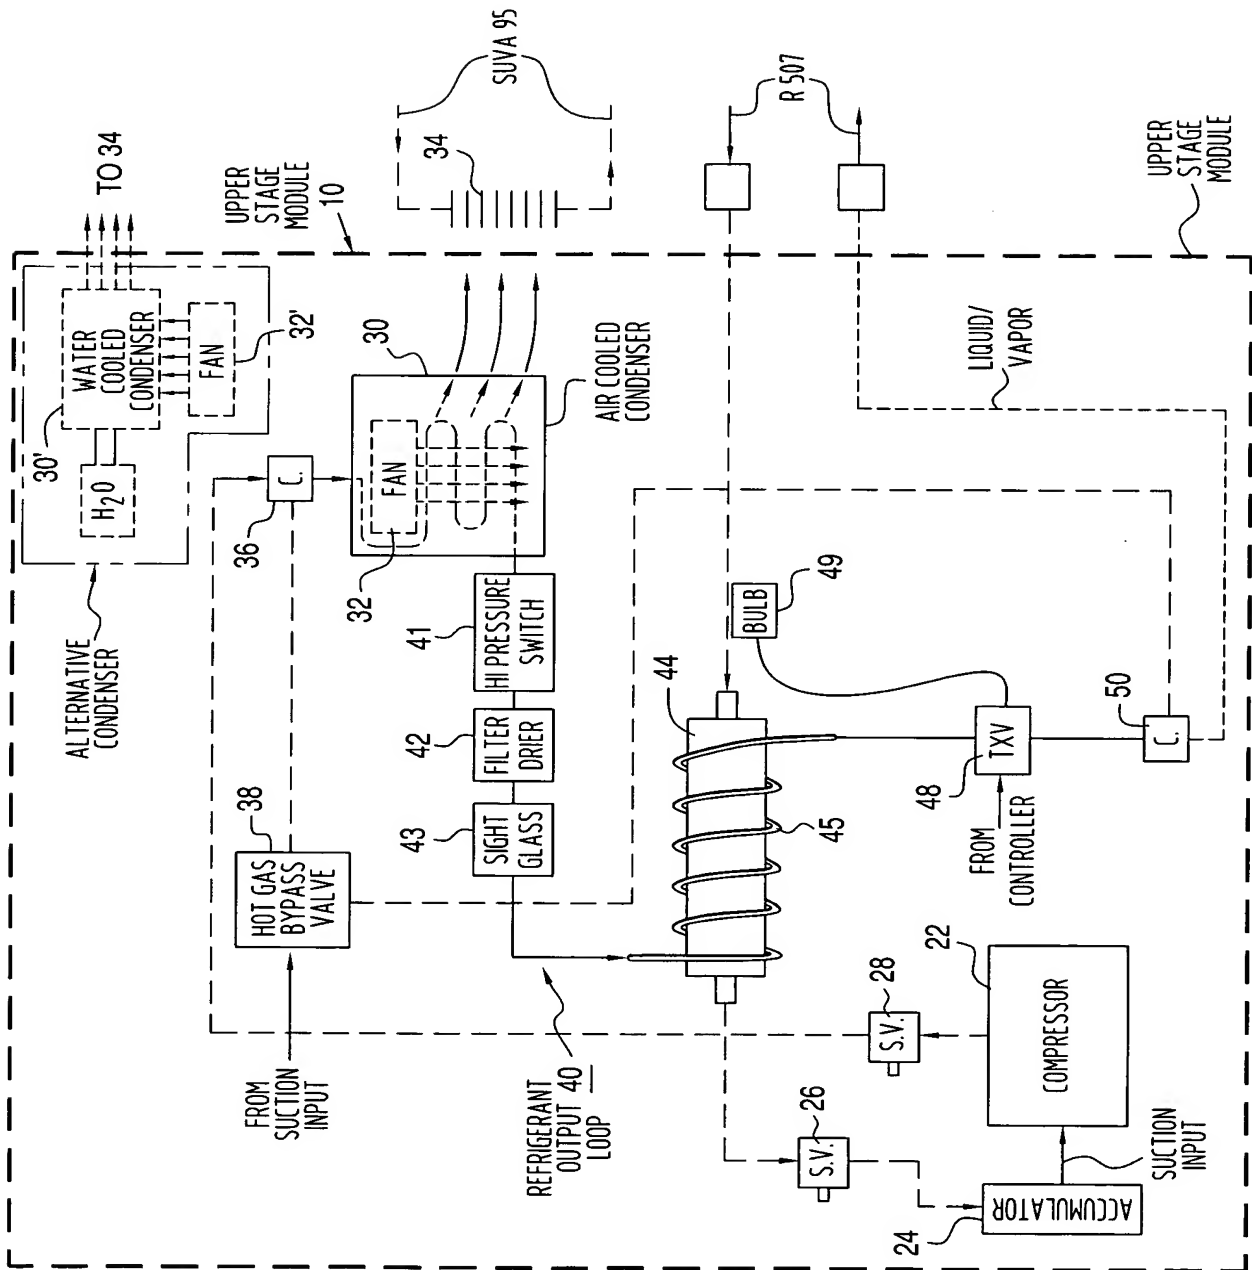 UPPER
STAGE
MODULE
10
TO 34
34
SUVA 95
R 507
UPPER
STAGE
MODULE
ALTERNATIVE
CONDENSER
H2O
30'
WATER
COOLED
CONDENSER
FAN
32'
36
C.
FAN
32
30
AIR COOLED
CONDENSER
38
HOT GAS
BYPASS
VALVE
FROM
SUCTION
INPUT
41
HI PRESSURE
SWITCH
42
FILTER
DRIER
43
SIGHT
GLASS
REFRIGERANT
OUTPUT 40
LOOP
44
45
BULB
49
48
TXV
FROM
CONTROLLER
50
C.
LIQUID/
VAPOR
26
S.V.
28
S.V.
22
COMPRESSOR
24
ACCUMULATOR
SUCTION
INPUT